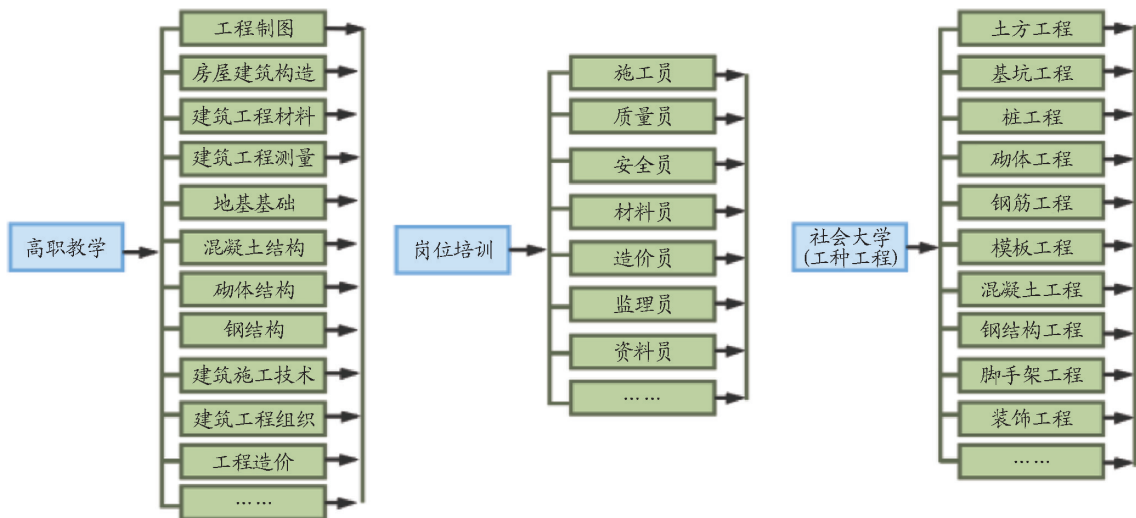 高职教学
工程制图
房屋建筑构造
建筑工程材料
建筑工程测量
地基基础
混凝土结构
砌体结构
钢结构
建筑施工技术
建筑工程组织
工程造价
……
岗位培训
施工员
质量员
安全员
材料员
造价员
监理员
资料员
……
社会大学
(工种工程)
土方工程
基坑工程
桩工程
砌体工程
钢筋工程
模板工程
混凝土工程
钢结构工程
脚手架工程
装饰工程
……